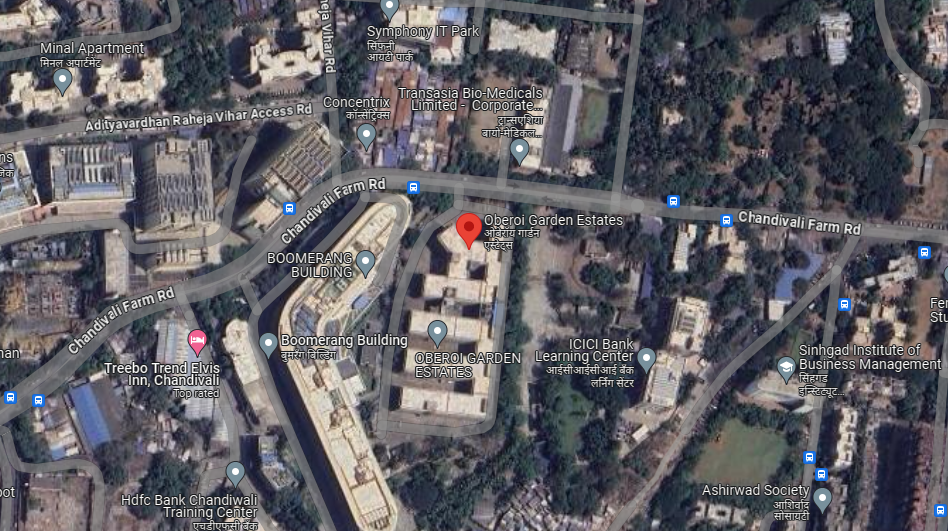 Symphony IT Park
सिंफनी
आयटी पार्क
Minal Apartment
मिनल अपार्टमेंट
Vihar Rd
Transasia Bio-Medicals
Limited - Corporate...
ट्रान्सएशिया
बायो-मेडिकल...
Concentrix
कॉन्सेंट्रिक्स
Adityavardhan Raheja Vihar Access Rd
Chandivali Farm Rd
Oberoi Garden Estates
ओबेरॉय गार्डन
एस्टेट्स
Chandivali Farm Rd
BOOMERANG
BUILDING
Chandivali Farm Rd
Boomerang Building
बुमरँग बिल्डिंग
OBEROI GARDEN
ESTATES
ICICI Bank
Learning Center
आईसीआईसीआई बँक
लर्निंग सेंटर
Sinhgad Institute of
Business Management
सिंहगड
इन्स्टिट्यूट...
Treebo Trend Elvis
Inn, Chandivali
Top rated
Hdfc Bank Chandiwali
Training Center
एचडीएफसी बँक
Ashirwad Society
आशिर्वाद
सोसायटी